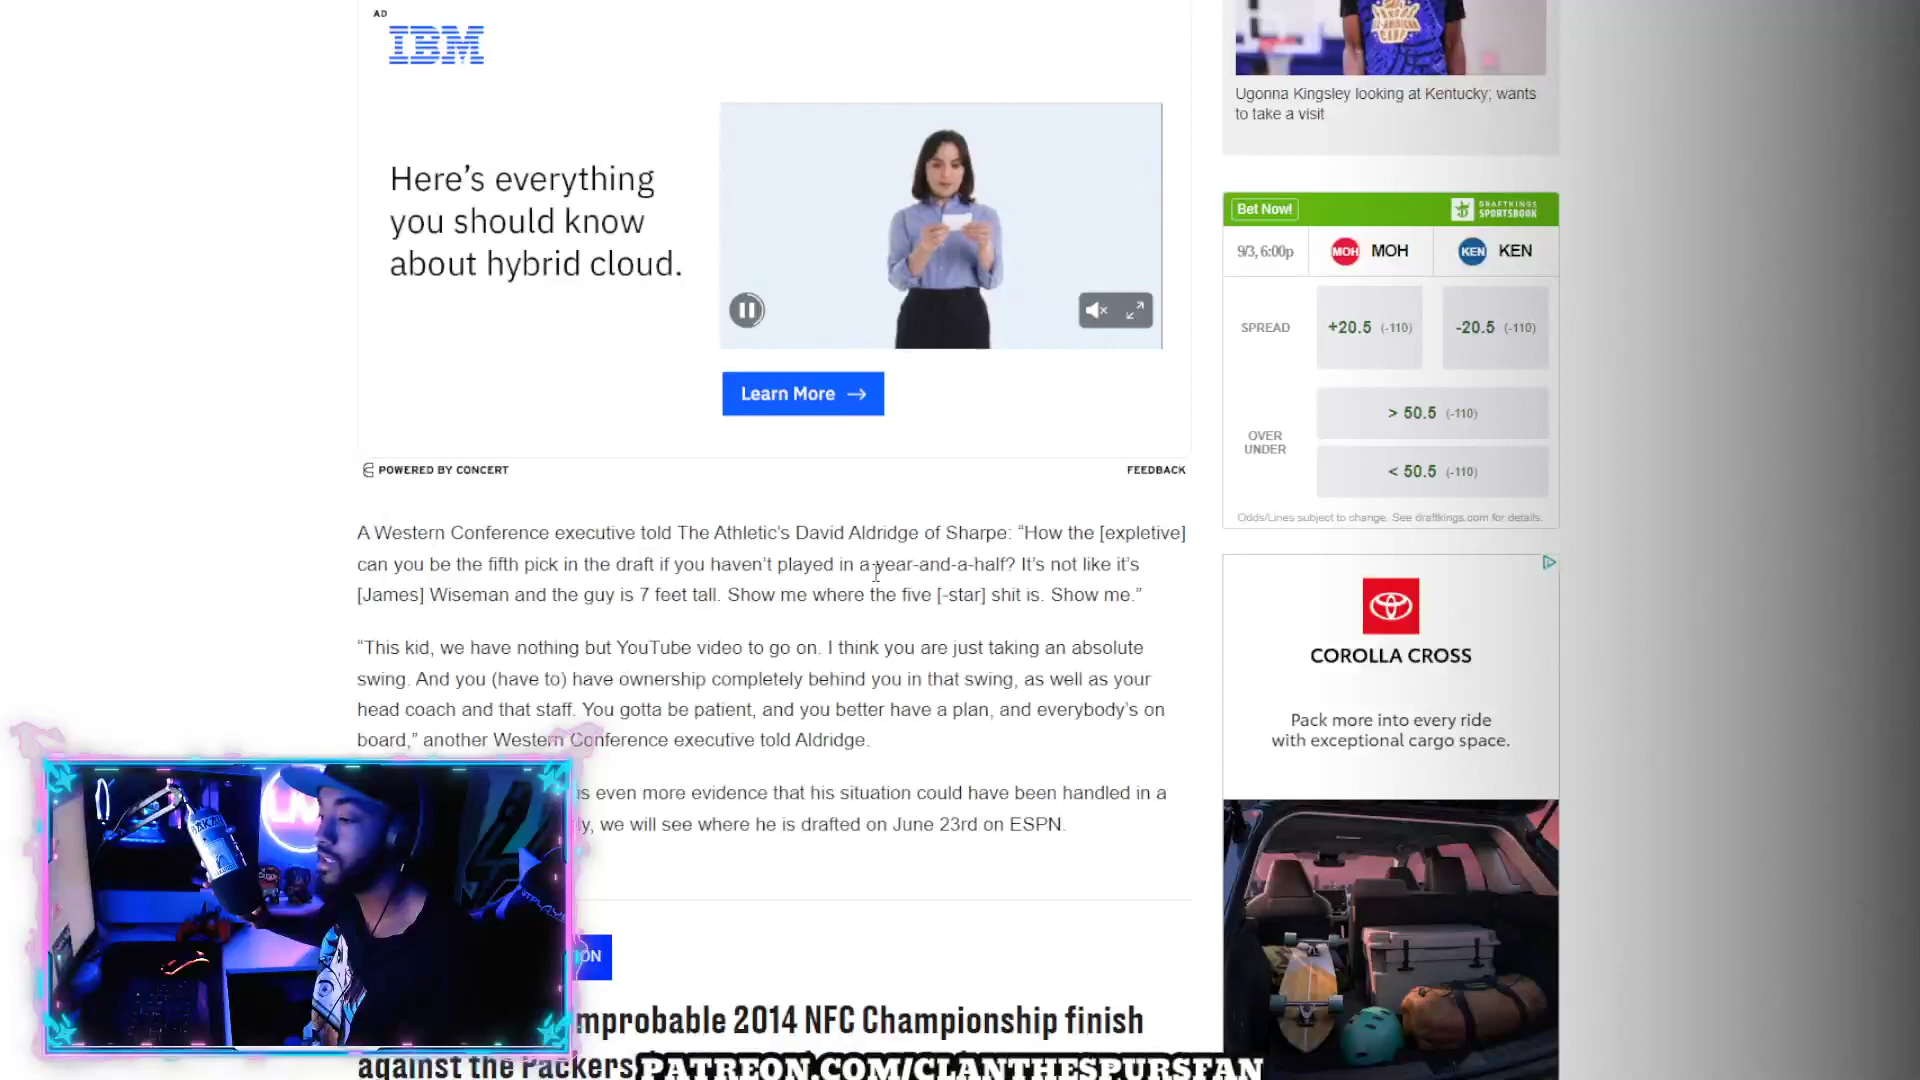 AD
IBM
Here's everything
you should know
about hybrid cloud.
Learn More →
POWERED BY CONCERT
FEEDBACK
A Western Conference executive told The Athletic's David Aldridge of Sharpe: “How the [expletive]
can you be the fifth pick in the draft if you haven't played in a year-and-a-half? It's not like it's
[James] Wiseman and the guy is 7 feet tall. Show me where the five [-star] shit is. Show me.”
“This kid, we have nothing but YouTube video to go on. I think you are just taking an absolute
swing. And you (have to) have ownership completely behind you in that swing, as well as your
head coach and that staff. You gotta be patient, and you better have a plan, and everybody's on
board,” another Western Conference executive told Aldridge.
even more evidence that his situation could have been handled in a
we will see where he is drafted on June 23rd on ESPN.
2014 NFC Championship finish
against the Packers
PATREON.COM/CLANTHESPURSFAN
Ugonna Kingsley looking at Kentucky; wants
to take a visit
Bet Now!
DRAFTKINGS
SPORTSBOOK
9/3, 6:00p
MOH MOH
KEN KEN
SPREAD
+20.5 (-110)
-20.5 (-110)
OVER
UNDER
> 50.5 (-110)
< 50.5 (-110)
Odds/Lines subject to change. See draftkings.com for details.
COROLLA CROSS
Pack more into every ride
with exceptional cargo space.